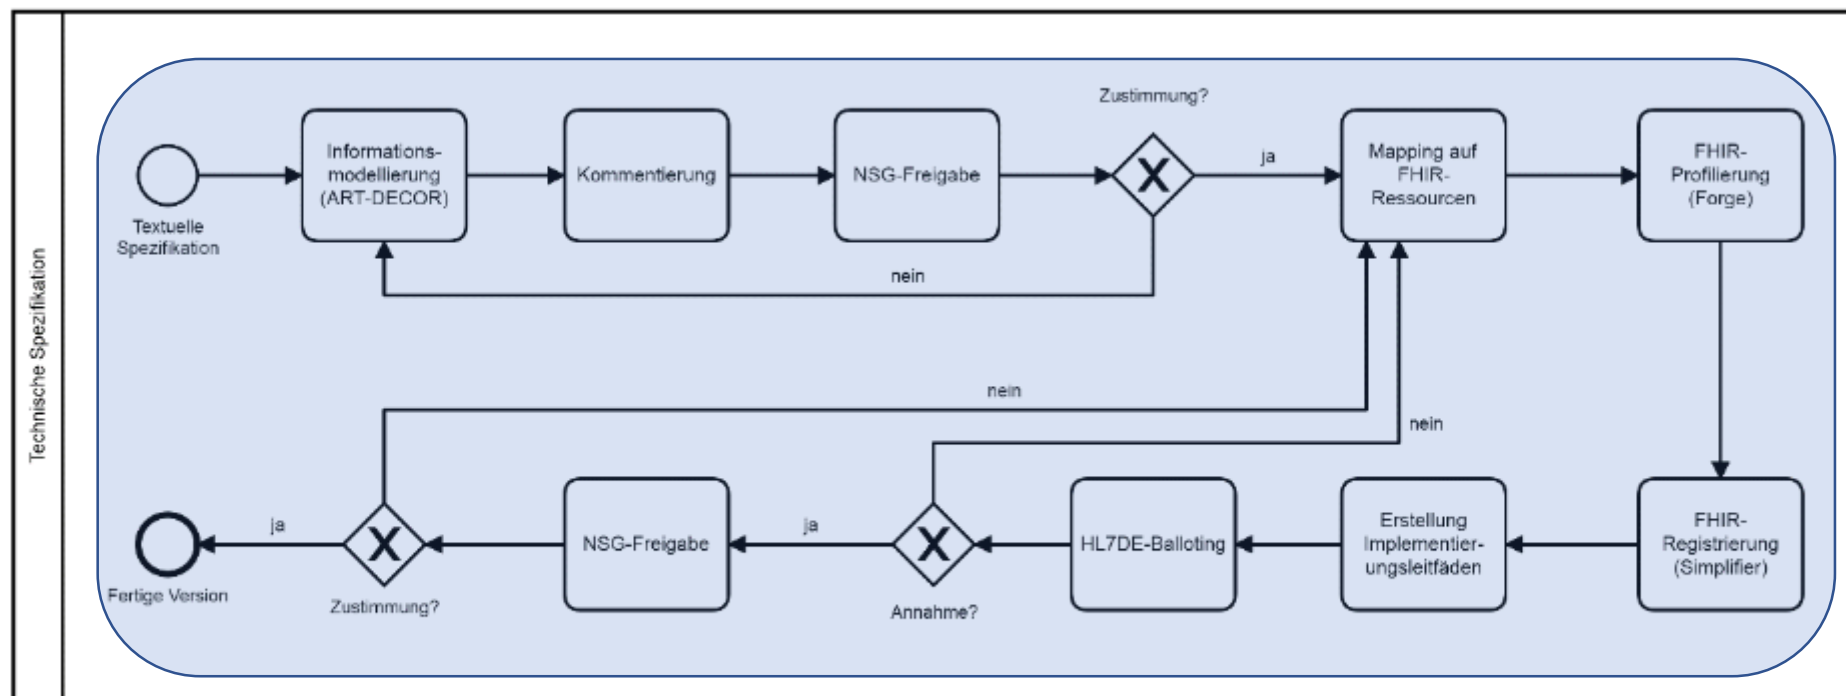 Technische Spezifikation
Textuelle
Spezifikation
Informations-
modellierung
(ART-DECOR)
Kommentierung
NSG-Freigabe
Zustimmung?
ja
nein
Mapping auf
FHIR-
Ressourcen
FHIR-
Profilierung
(Forge)
FHIR-
Registrierung
(Simplifier)
Erstellung
Implementier-
ungsleitfäden
HL7DE-Balloting
Annahme?
nein
ja
NSG-Freigabe
Zustimmung?
nein
ja
Fertige Version